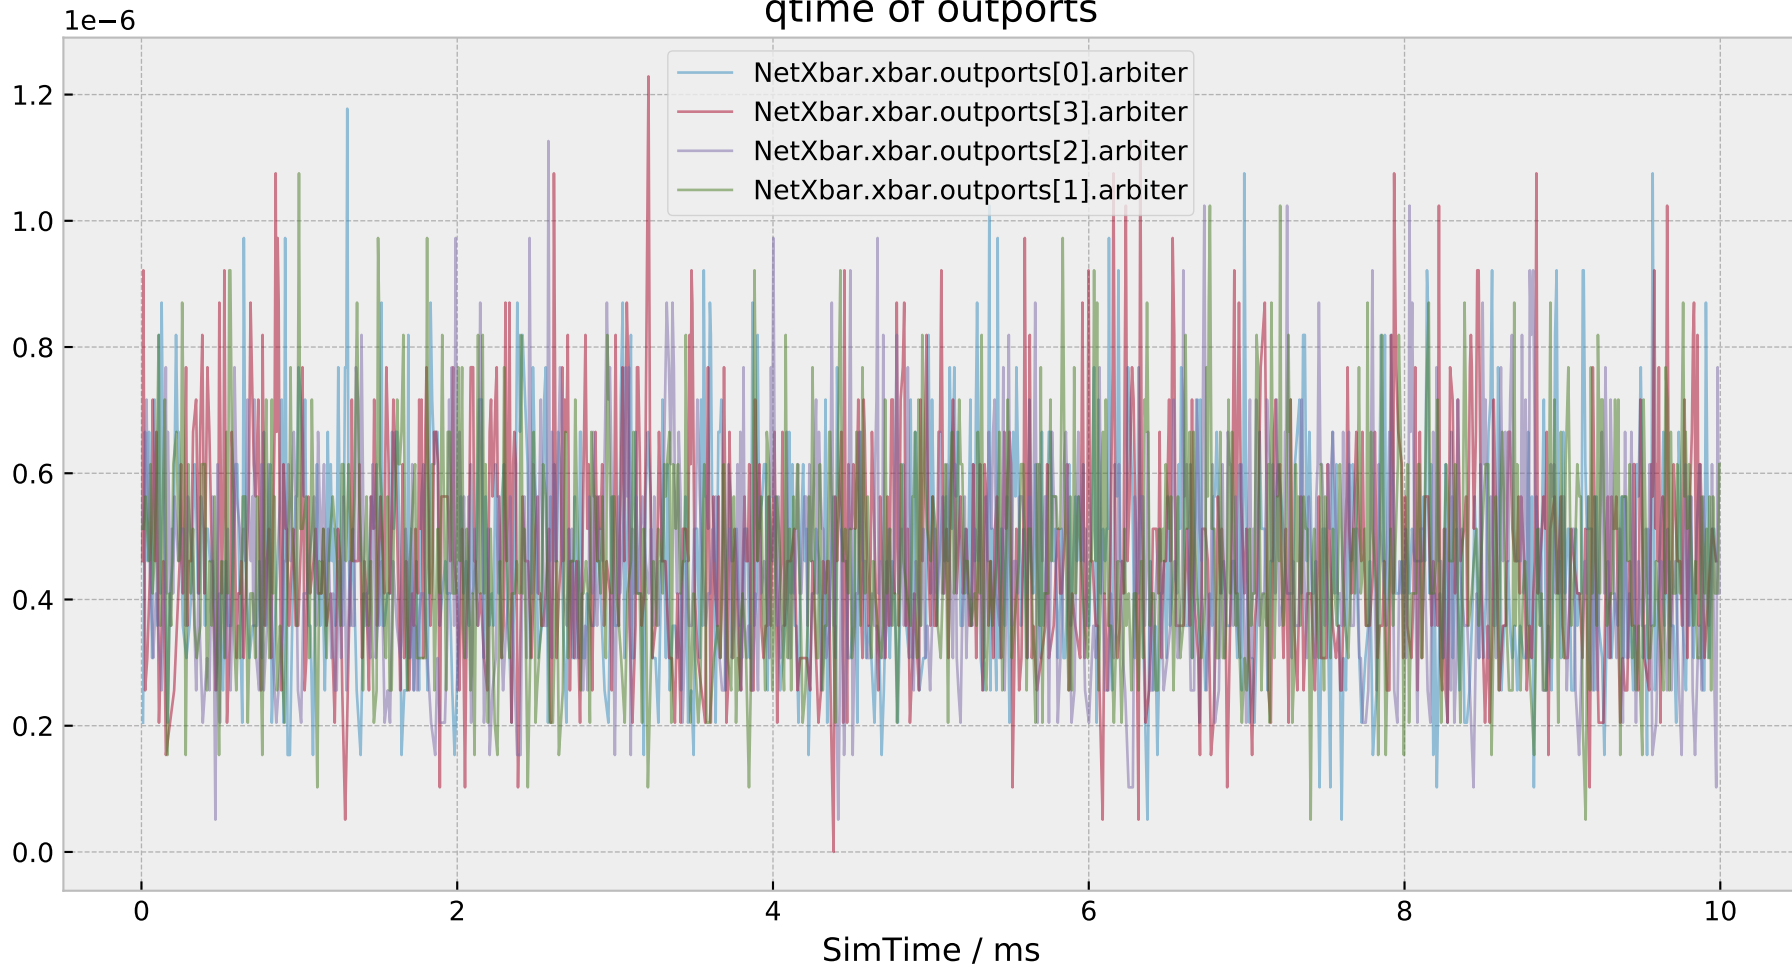 qtime of outports
1e−6
NetXbar.xbar.outports[0].arbiter
NetXbar.xbar.outports[3].arbiter
NetXbar.xbar.outports[2].arbiter
NetXbar.xbar.outports[1].arbiter
1.2
1.0
0.8
0.6
0.4
0.2
0.0
0 2 4 6 8 10
SimTime / ms